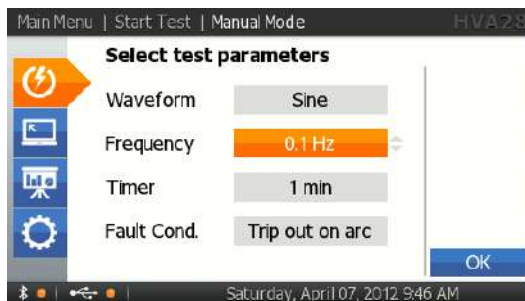 Main Menu | Start Test | Manual Mode HVA28
Select test parameters
Waveform Sine
Frequency 0.1 Hz
Timer 1 min
Fault Cond. Trip out on arc
OK
Saturday, April 07, 2012 9:46 AM